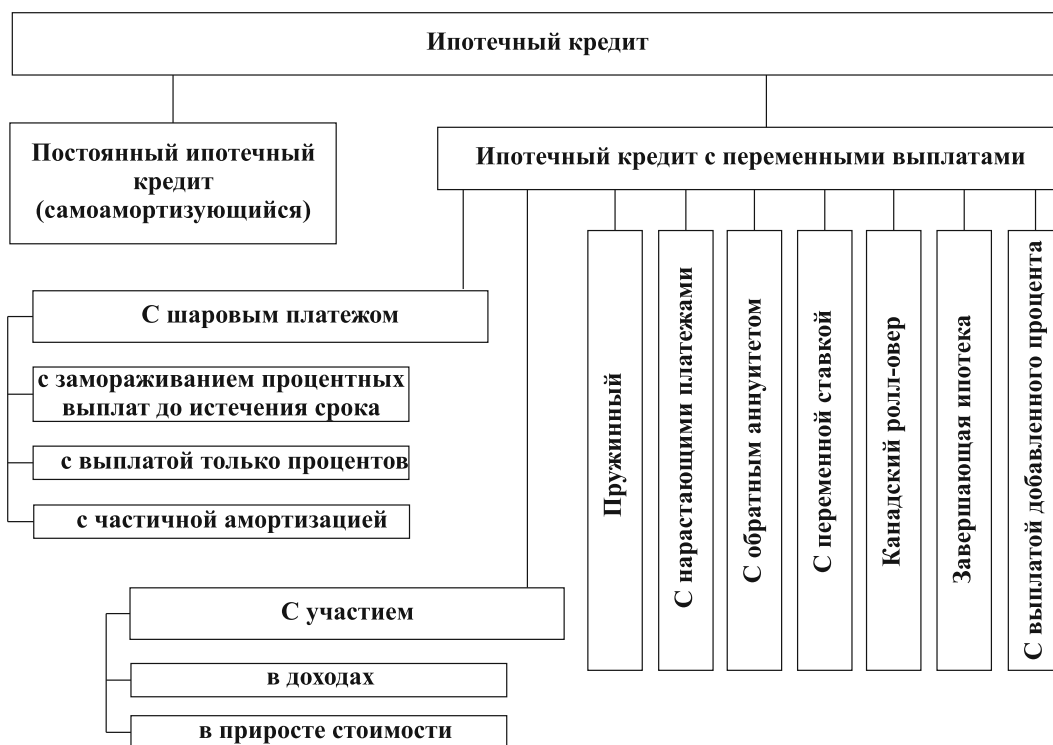 Ипотечный кредит
Постоянный ипотечный
кредит
(самоамортизующийся)
Ипотечный кредит с переменными выплатами
С шаровым платежом
с замораживанием процентных
выплат до истечения срока
с выплатой только процентов
с частичной амортизацией
С участием
в доходах
в приросте стоимости
Пружинный
С нарастающими платежами
С обратным аннуитетом
С переменной ставкой
Канадский ролл-овер
Завершающая ипотека
С выплатой добавленного процента